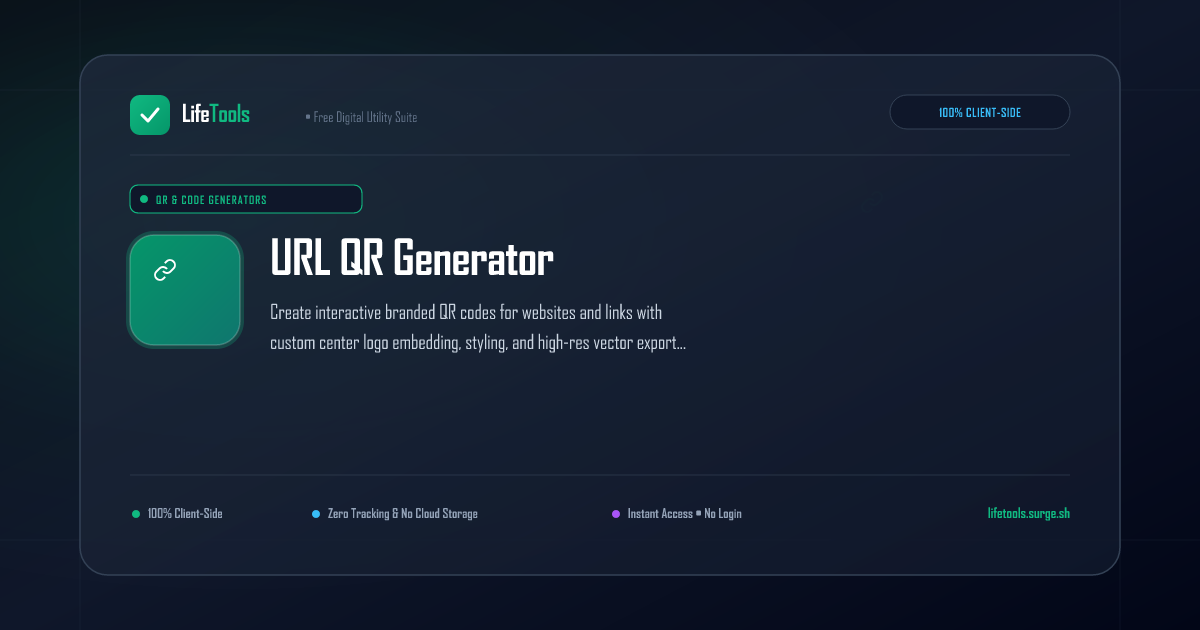 LifeTools
▪ Free Digital Utility Suite
100% CLIENT-SIDE
QR & CODE GENERATORS
URL QR Generator
Create interactive branded QR codes for websites and links with
custom center logo embedding, styling, and high-res vector export...
100% Client-Side
Zero Tracking & No Cloud Storage
Instant Access ▪ No Login
lifetools.surge.sh